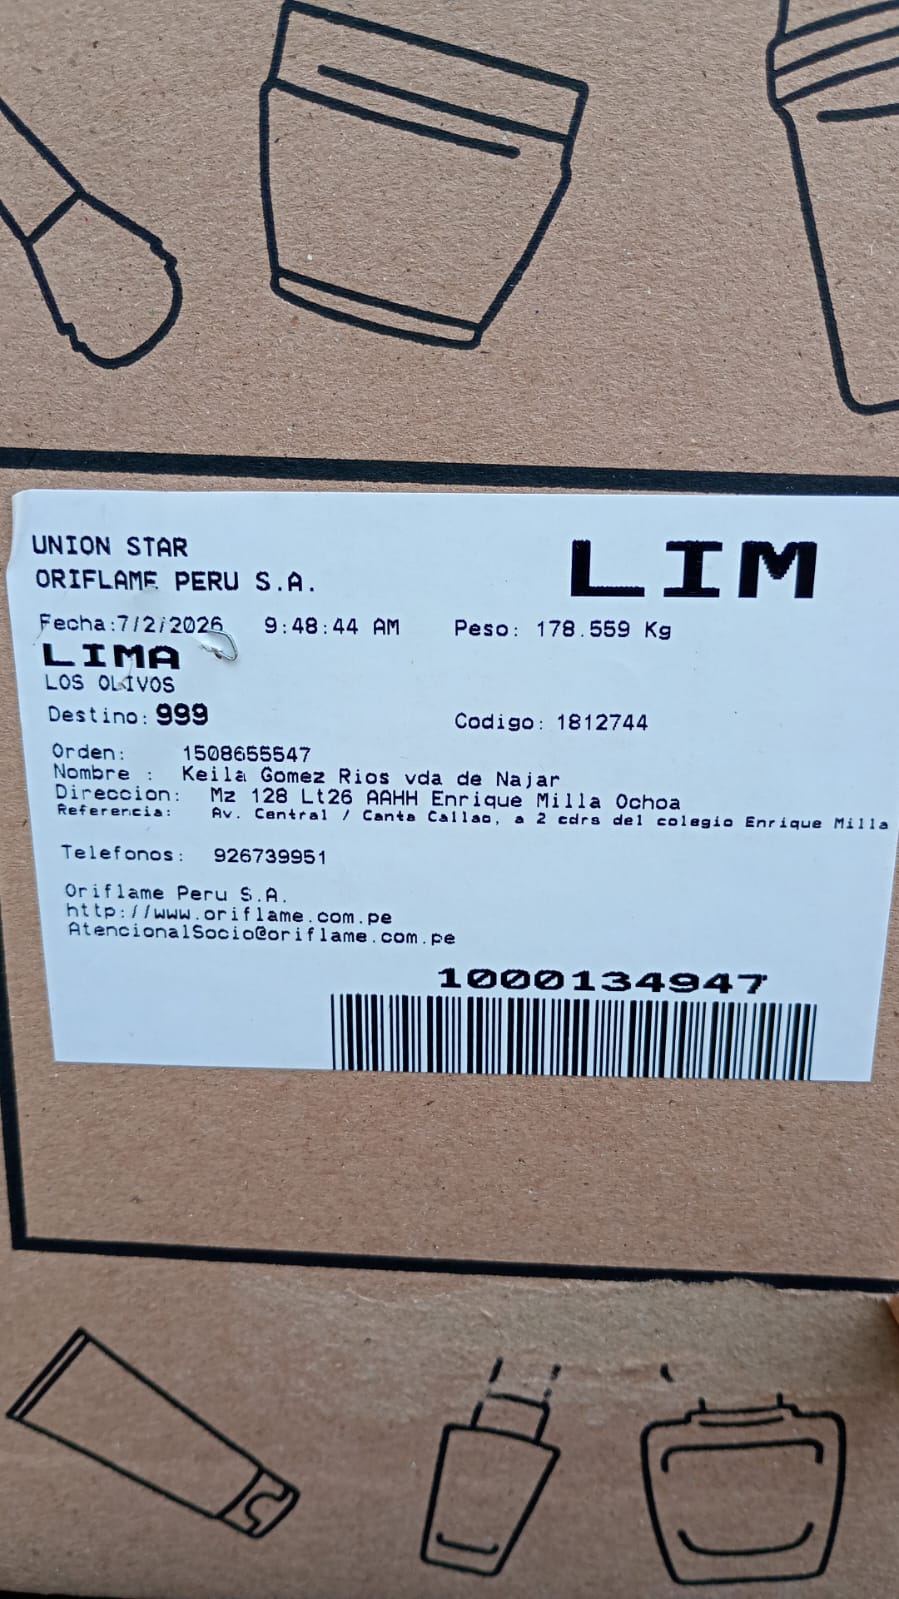 UNION STAR
ORIFLAME PERU S.A.
LIM
Fecha:7/2/2026 9:48:44 AM Peso: 178.559 Kg
LIMA
LOS OLIVOS
Destino: 999 Codigo: 1812744
Orden: 1508655547
Nombre : Keila Gomez Rios vda de Najar
Direccion: Mz 128 Lt26 AAHH Enrique Milla Ochoa
Referencia: Av. Central / Canta Callao, a 2 cdrs del colegio Enrique Milla
Telefonos: 926739951
Oriflame Peru S.A.
http://www.oriflame.com.pe
AtencionalSocio@oriflame.com.pe
1000134947